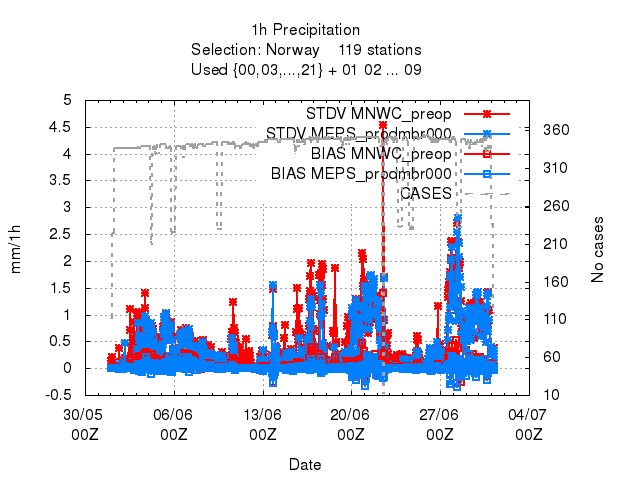 1h Precipitation
Selection: Norway 119 stations
Used {00,03,...,21} + 01 02 ... 09
STDV MNWC_preop
STDV MEPS_prodmbr000
BIAS MNWC_preop
BIAS MEPS_prodmbr000
CASES
5
4.5
4
3.5
3
2.5
2
1.5
1
0.5
0
-0.5
mm/1h
360
310
260
210
160
110
60
10
No cases
30/05 06/06 13/06 20/06 27/06 04/07
00Z 00Z 00Z 00Z 00Z 00Z
Date